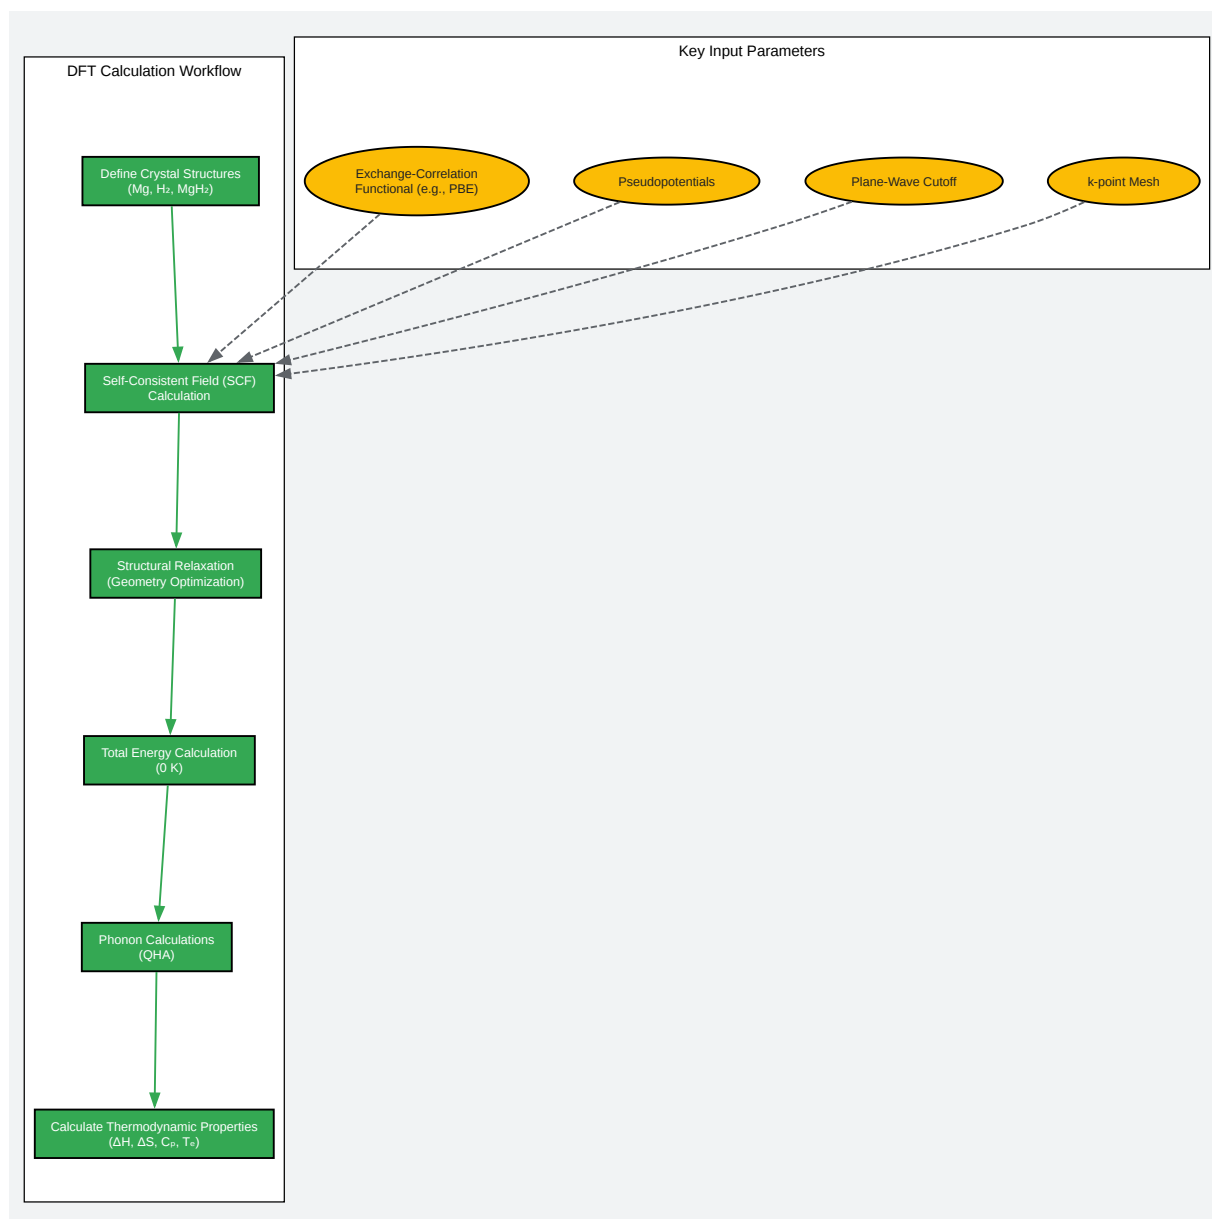 Key Input Parameters
DFT Calculation Workflow
Define Crystal Structures
(Mg, H₂, MgH₂)
Exchange-Correlation
Functional (e.g., PBE)
Pseudopotentials
Plane-Wave Cutoff
k-point Mesh
Self-Consistent Field (SCF)
Calculation
Structural Relaxation
(Geometry Optimization)
Total Energy Calculation
(0 K)
Phonon Calculations
(QHA)
Calculate Thermodynamic Properties
(ΔH, ΔS, Cₚ, Tₑ)